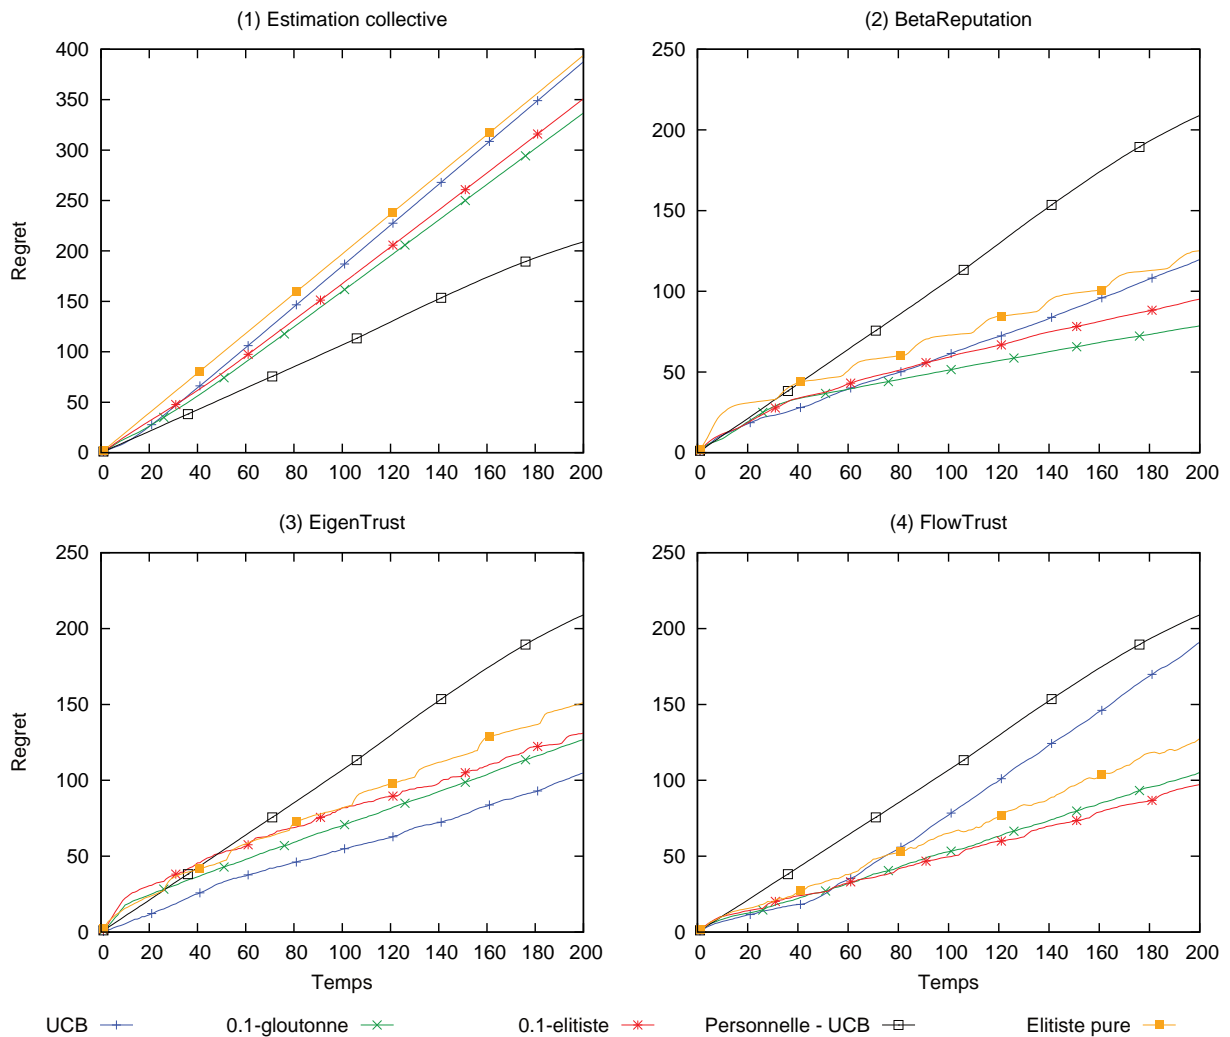 (1) Estimation collective
(2) BetaReputation
400
350
300
250
200
150
100
50
0
Regret
0 20 40 60 80 100 120 140 160 180 200
250
200
150
100
50
0
0 20 40 60 80 100 120 140 160 180 200
(3) EigenTrust
(4) FlowTrust
250
200
150
100
50
0
Regret
0 20 40 60 80 100 120 140 160 180 200
Temps
250
200
150
100
50
0
0 20 40 60 80 100 120 140 160 180 200
Temps
UCB
0.1-gloutonne
0.1-elitiste
Personnelle - UCB
Elitiste pure